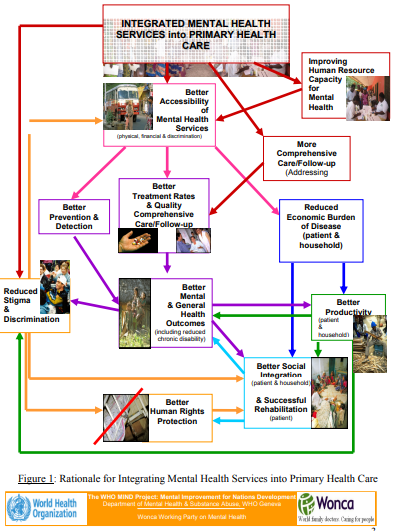 INTEGRATED MENTAL HEALTH
SERVICES into PRIMARY HEALTH
CARE
Improving
Human Resource
Capacity
for
Mental
Health
Better
Accessibility
of
Mental Health
Services
(physical, financial & discrimination)
More
Comprehensive
Care/Follow-up
(Addressing
Better
Treatment Rates
& Quality
Comprehensive
Care/Follow-up
Better
Prevention &
Detection
Reduced
Economic Burden
of Disease
(patient &
household)
Reduced
Stigma
&
Discrimination
Better
Mental
& General
Health
Outcomes
(including reduced
chronic disability)
Better
Productivity
(patient
&
household)
Better Social
Integration
(patient & household)
& Successful
Rehabilitation
(patient)
Better
Human Rights
Protection
Figure 1: Rationale for Integrating Mental Health Services into Primary Health Care
World Health
Organization
The WHO MIND Project: Mental Improvement for Nations Development
Department of Mental Health & Substance Abuse, WHO Geneva
Wonca Working Party on Mental Health
Wonca
World family doctors. Caring for people